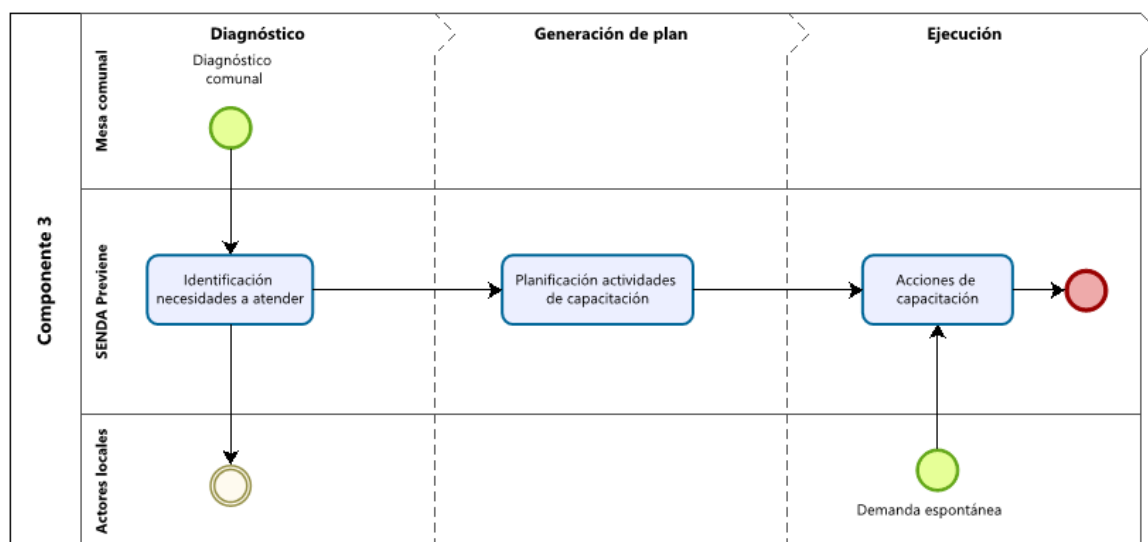 Componente 3
Diagnóstico
Generación de plan
Ejecución
Mesa comunal
Diagnóstico
comunal
SENDA Previene
Identificación
necesidades a atender
Planificación actividades
de capacitación
Acciones de
capacitación
Actores locales
Demanda espontánea